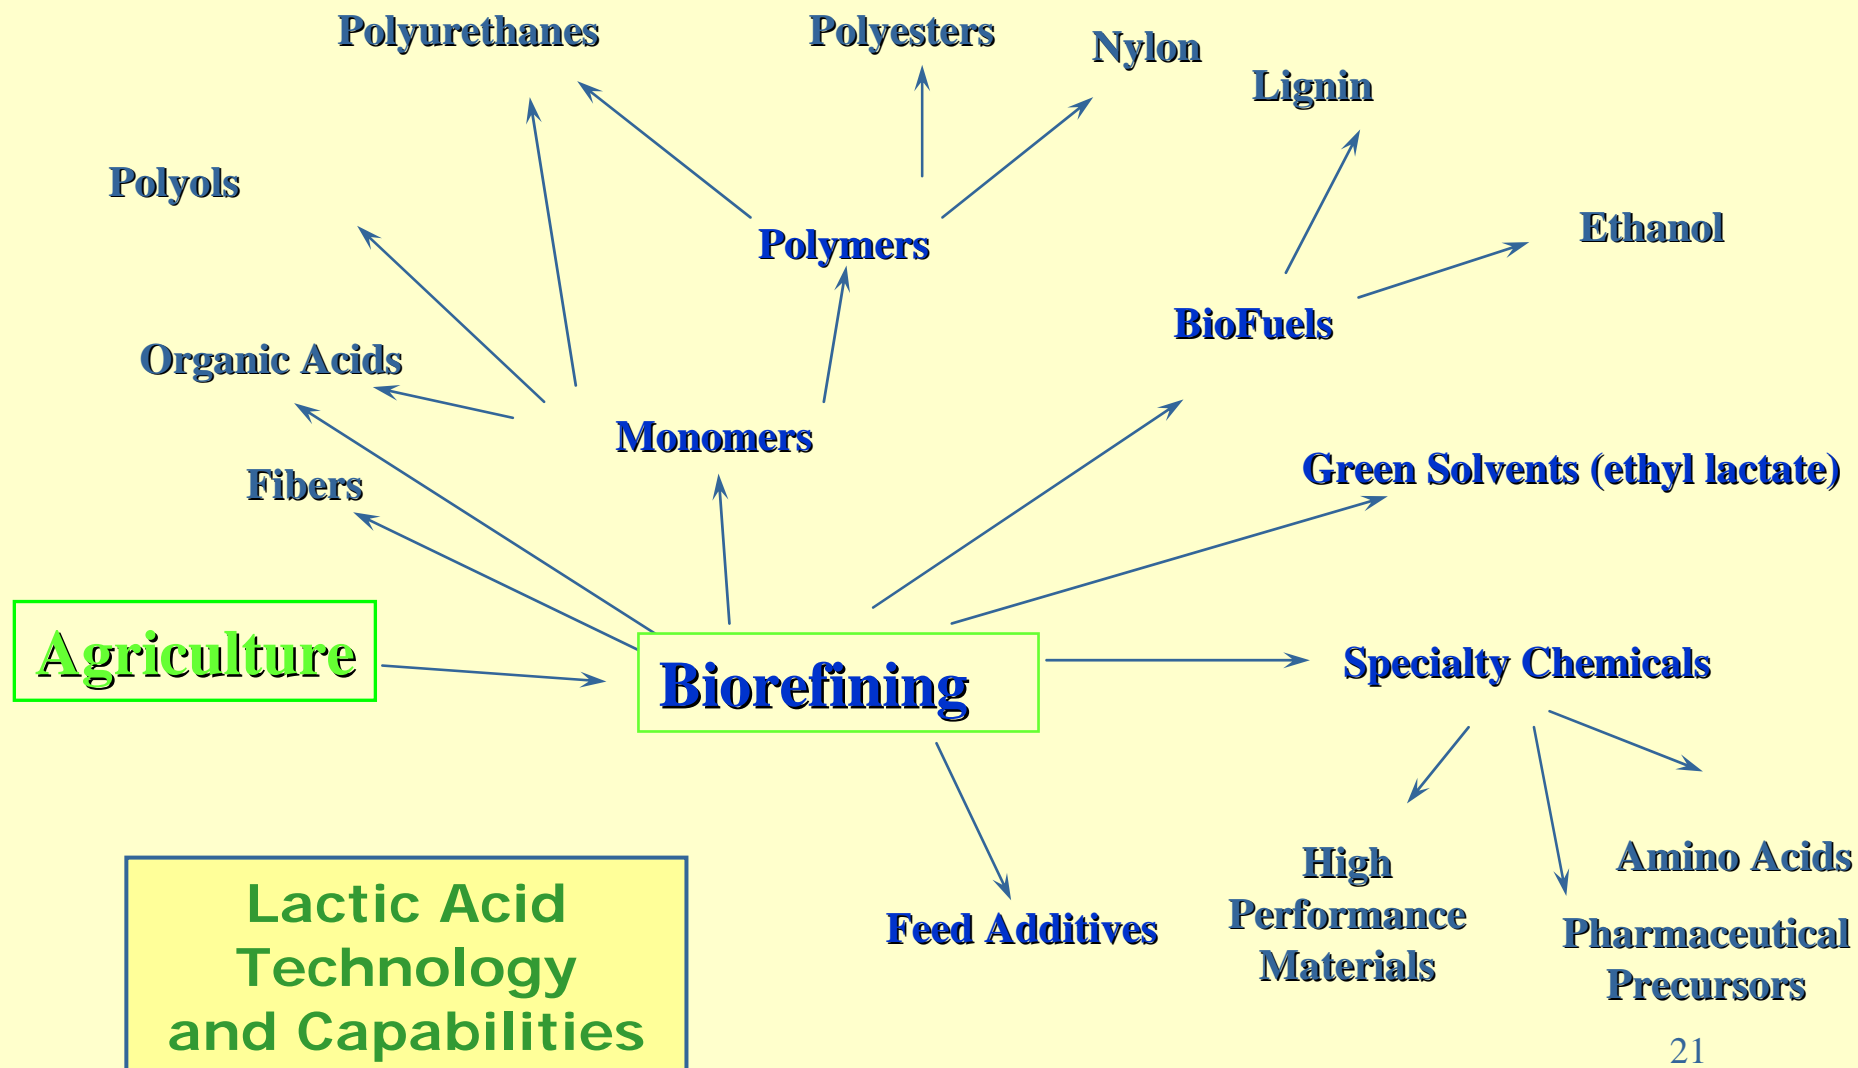 Polyurethanes
Polyesters
Nylon
Lignin
Polyols
Ethanol
Polymers
BioFuels
Organic Acids
Monomers
Green Solvents (ethyl lactate)
Fibers
Agriculture
Biorefining
Specialty Chemicals
High
Performance
Materials
Amino Acids
Pharmaceutical
Precursors
Feed Additives
Lactic Acid
Technology
and Capabilities
21